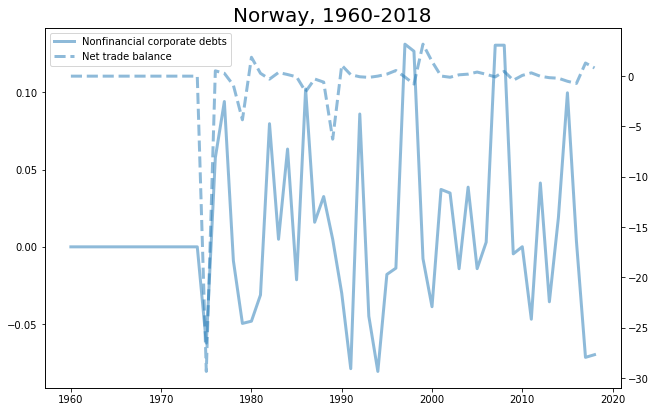 Norway, 1960-2018
Nonfinancial corporate debts
Net trade balance
0.10
0.05
0.00
−0.05
0
−5
−10
−15
−20
−25
−30
1960 1970 1980 1990 2000 2010 2020